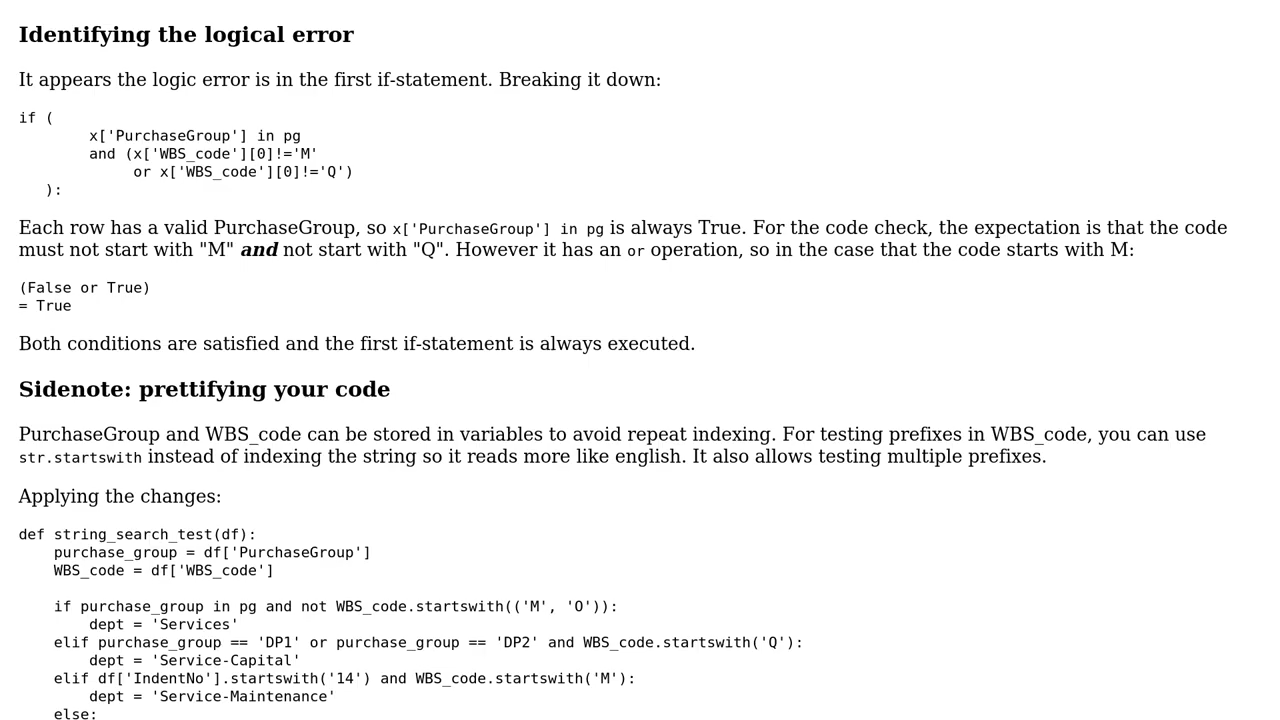 Identifying the logical error
It appears the logic error is in the first if-statement. Breaking it down:
if (
        x['PurchaseGroup'] in pg
        and (x['WBS_code'][0]!='M'
             or x['WBS_code'][0]!='Q')
   ):
Each row has a valid PurchaseGroup, so x['PurchaseGroup'] in pg is always True. For the code check, the expectation is that the code
must not start with "M" and not start with "Q". However it has an or operation, so in the case that the code starts with M:
(False or True)
= True
Both conditions are satisfied and the first if-statement is always executed.
Sidenote: prettifying your code
PurchaseGroup and WBS_code can be stored in variables to avoid repeat indexing. For testing prefixes in WBS_code, you can use
str.startswith instead of indexing the string so it reads more like english. It also allows testing multiple prefixes.
Applying the changes:
def string_search_test(df):
    purchase_group = df['PurchaseGroup']
    WBS_code = df['WBS_code']
    if purchase_group in pg and not WBS_code.startswith(('M', 'O')):
        dept = 'Services'
    elif purchase_group == 'DP1' or purchase_group == 'DP2' and WBS_code.startswith('Q'):
        dept = 'Service-Capital'
    elif df['IndentNo'].startswith('14') and WBS_code.startswith('M'):
        dept = 'Service-Maintenance'
    else: